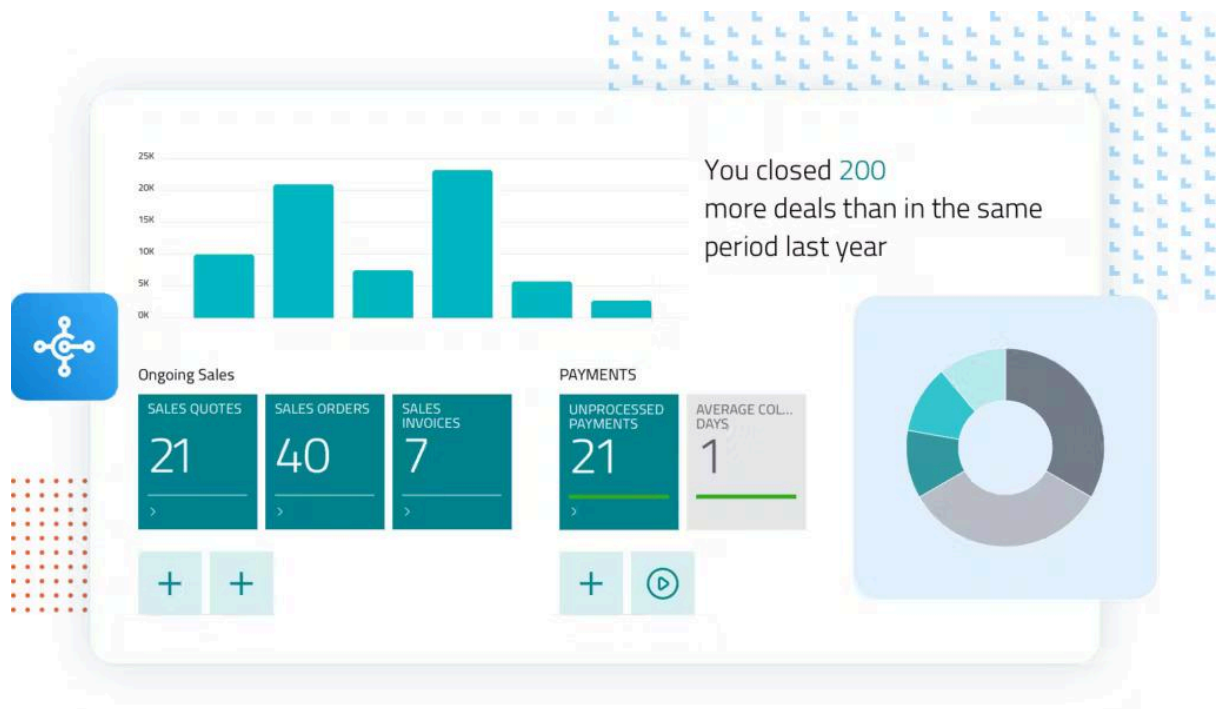 25K
20K
15K
10K
5K
0K
You closed 200
more deals than in the same
period last year
Ongoing Sales
SALES QUOTES
21
SALES ORDERS
40
SALES
INVOICES
7
PAYMENTS
UNPROCESSED
PAYMENTS
21
AVERAGE COL...
DAYS
1